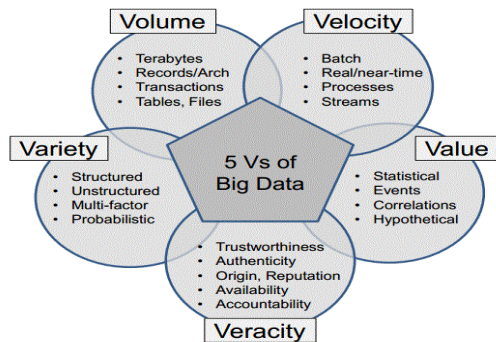 Volume
• Terabytes
• Records/Arch
• Transactions
• Tables, Files
Velocity
• Batch
• Real/near-time
• Processes
• Streams
Variety
• Structured
• Unstructured
• Multi-factor
• Probabilistic
5 Vs of
Big Data
Value
• Statistical
• Events
• Correlations
• Hypothetical
• Trustworthiness
• Authenticity
• Origin, Reputation
• Availability
• Accountability
Veracity